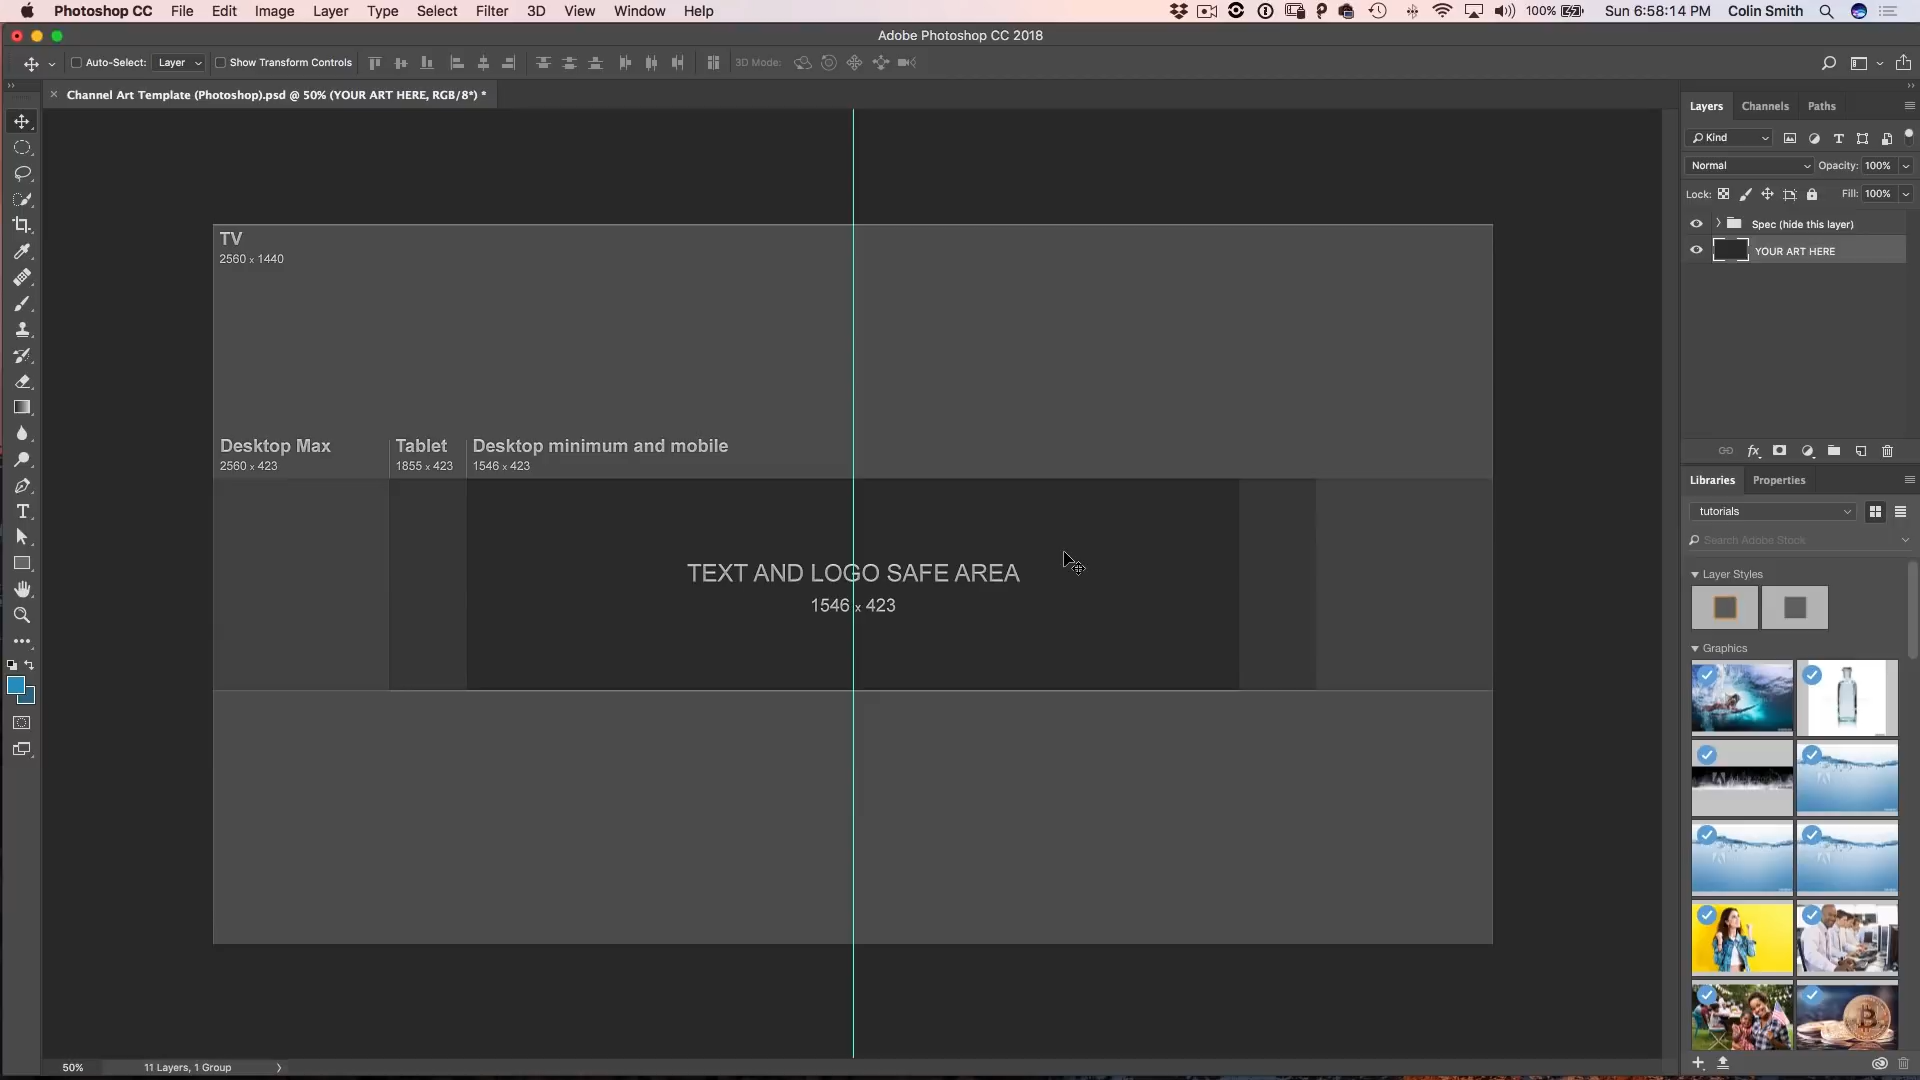 Photoshop CC File Edit Image Layer Type Select Filter 3D View Window Help 100% Sun 6:58:14 PM Colin Smith
Adobe Photoshop CC 2018
Auto-Select: Layer Show Transform Controls 3D Mode:
Channel Art Template (Photoshop).psd @ 50% (YOUR ART HERE, RGB/8*) *
Layers Channels Paths
Kind
Normal Opacity: 100%
Lock: Fill: 100%
Spec (hide this layer)
YOUR ART HERE
TV
2560 x 1440
Desktop Max Tablet Desktop minimum and mobile
2560 x 423 1855 x 423 1546 x 423
TEXT AND LOGO SAFE AREA
1546 x 423
fx
Libraries Properties
tutorials
Search Adobe Stock
Layer Styles
Graphics
50% 11 Layers, 1 Group